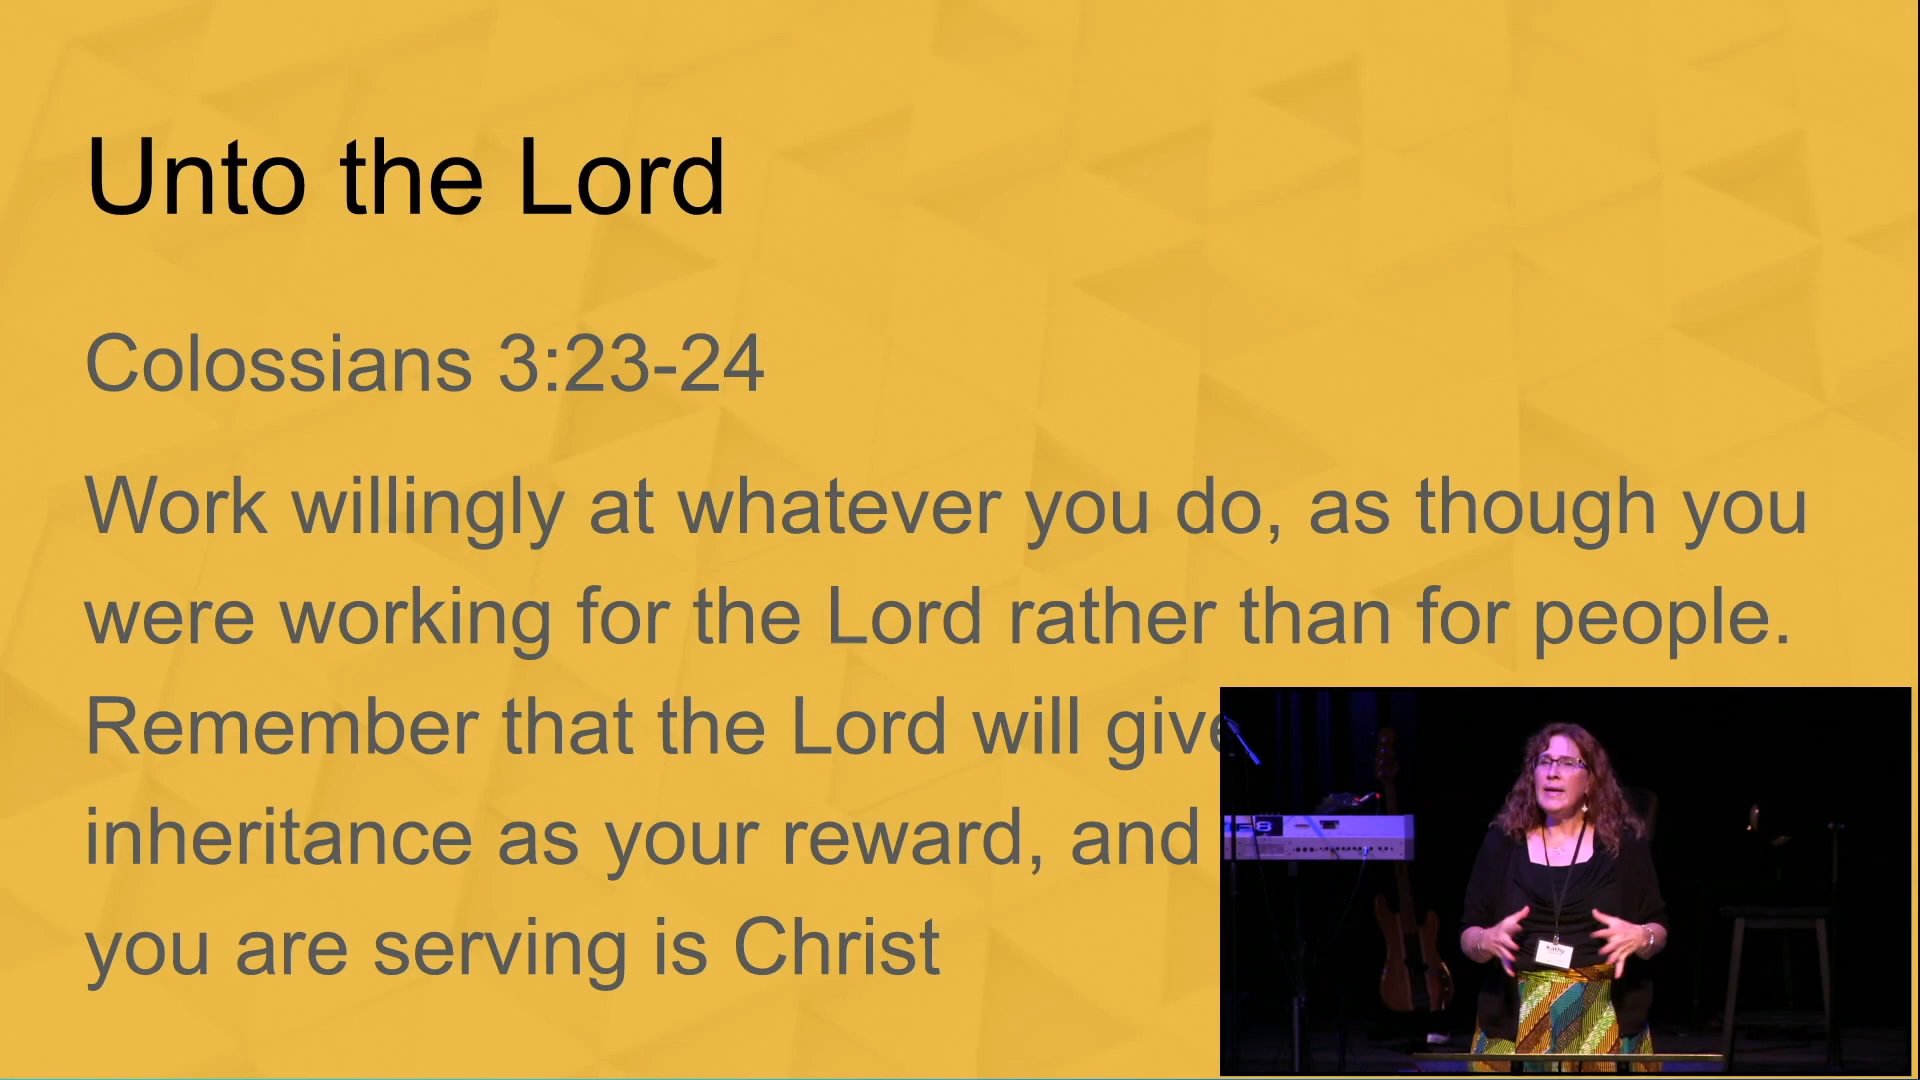 Unto the Lord
Colossians 3:23-24
Work willingly at whatever you do, as though you
were working for the Lord rather than for people.
Remember that the Lord will give
inheritance as your reward, and
you are serving is Christ
Kathy